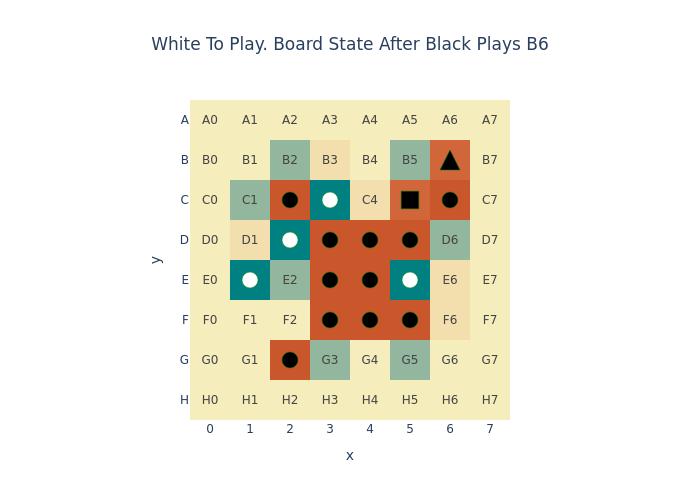 White To Play. Board State After Black Plays B6
A A0 A1 A2 A3 A4 A5 A6 A7
B B0 B1 B2 B3 B4 B5 B7
C C0 C1 C4 C7
D D0 D1 D6 D7
y
E E0 E2 E6 E7
F F0 F1 F2 F6 F7
G G0 G1 G3 G4 G5 G6 G7
H H0 H1 H2 H3 H4 H5 H6 H7
0 1 2 3 4 5 6 7
x